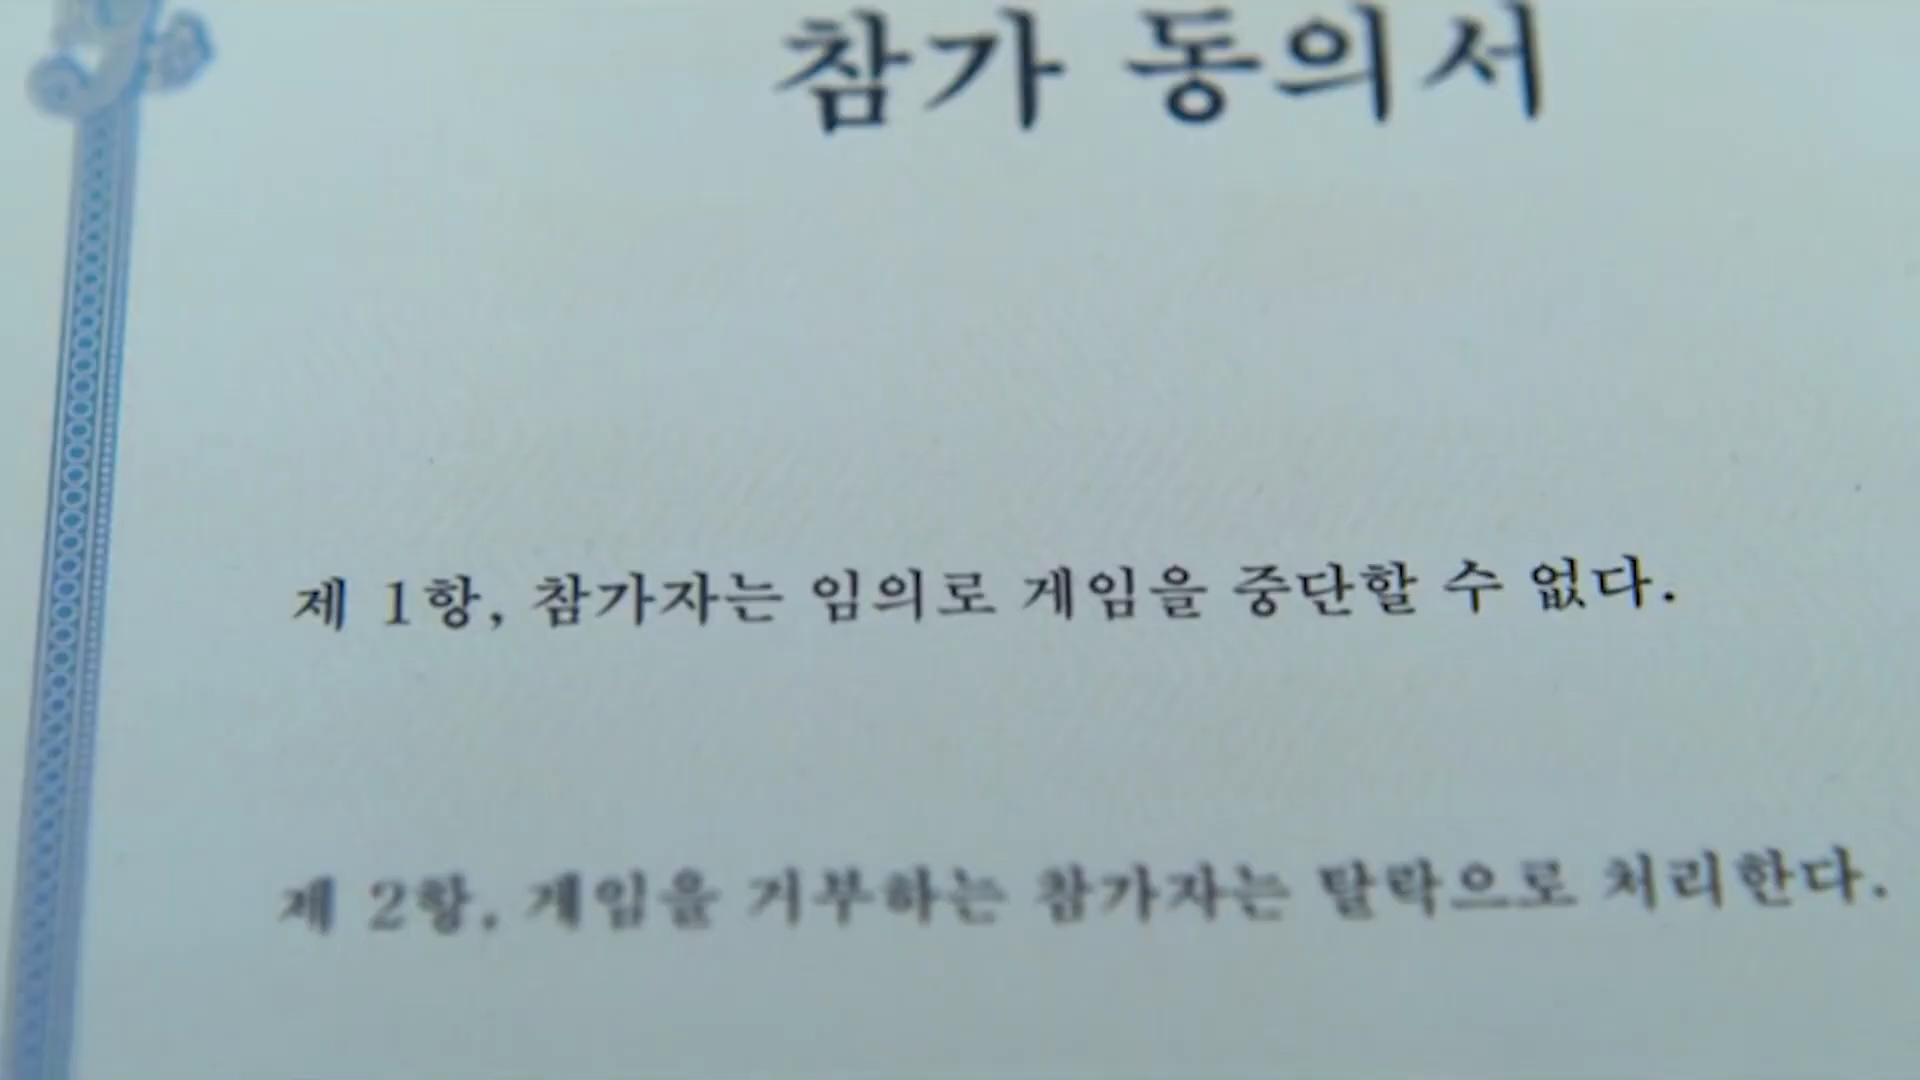 참가 동의서
제 1항, 참가자는 임의로 게임을 중단할 수 없다.
제 2항, 게임을 거부하는 참가자는 탈락으로 처리한다.